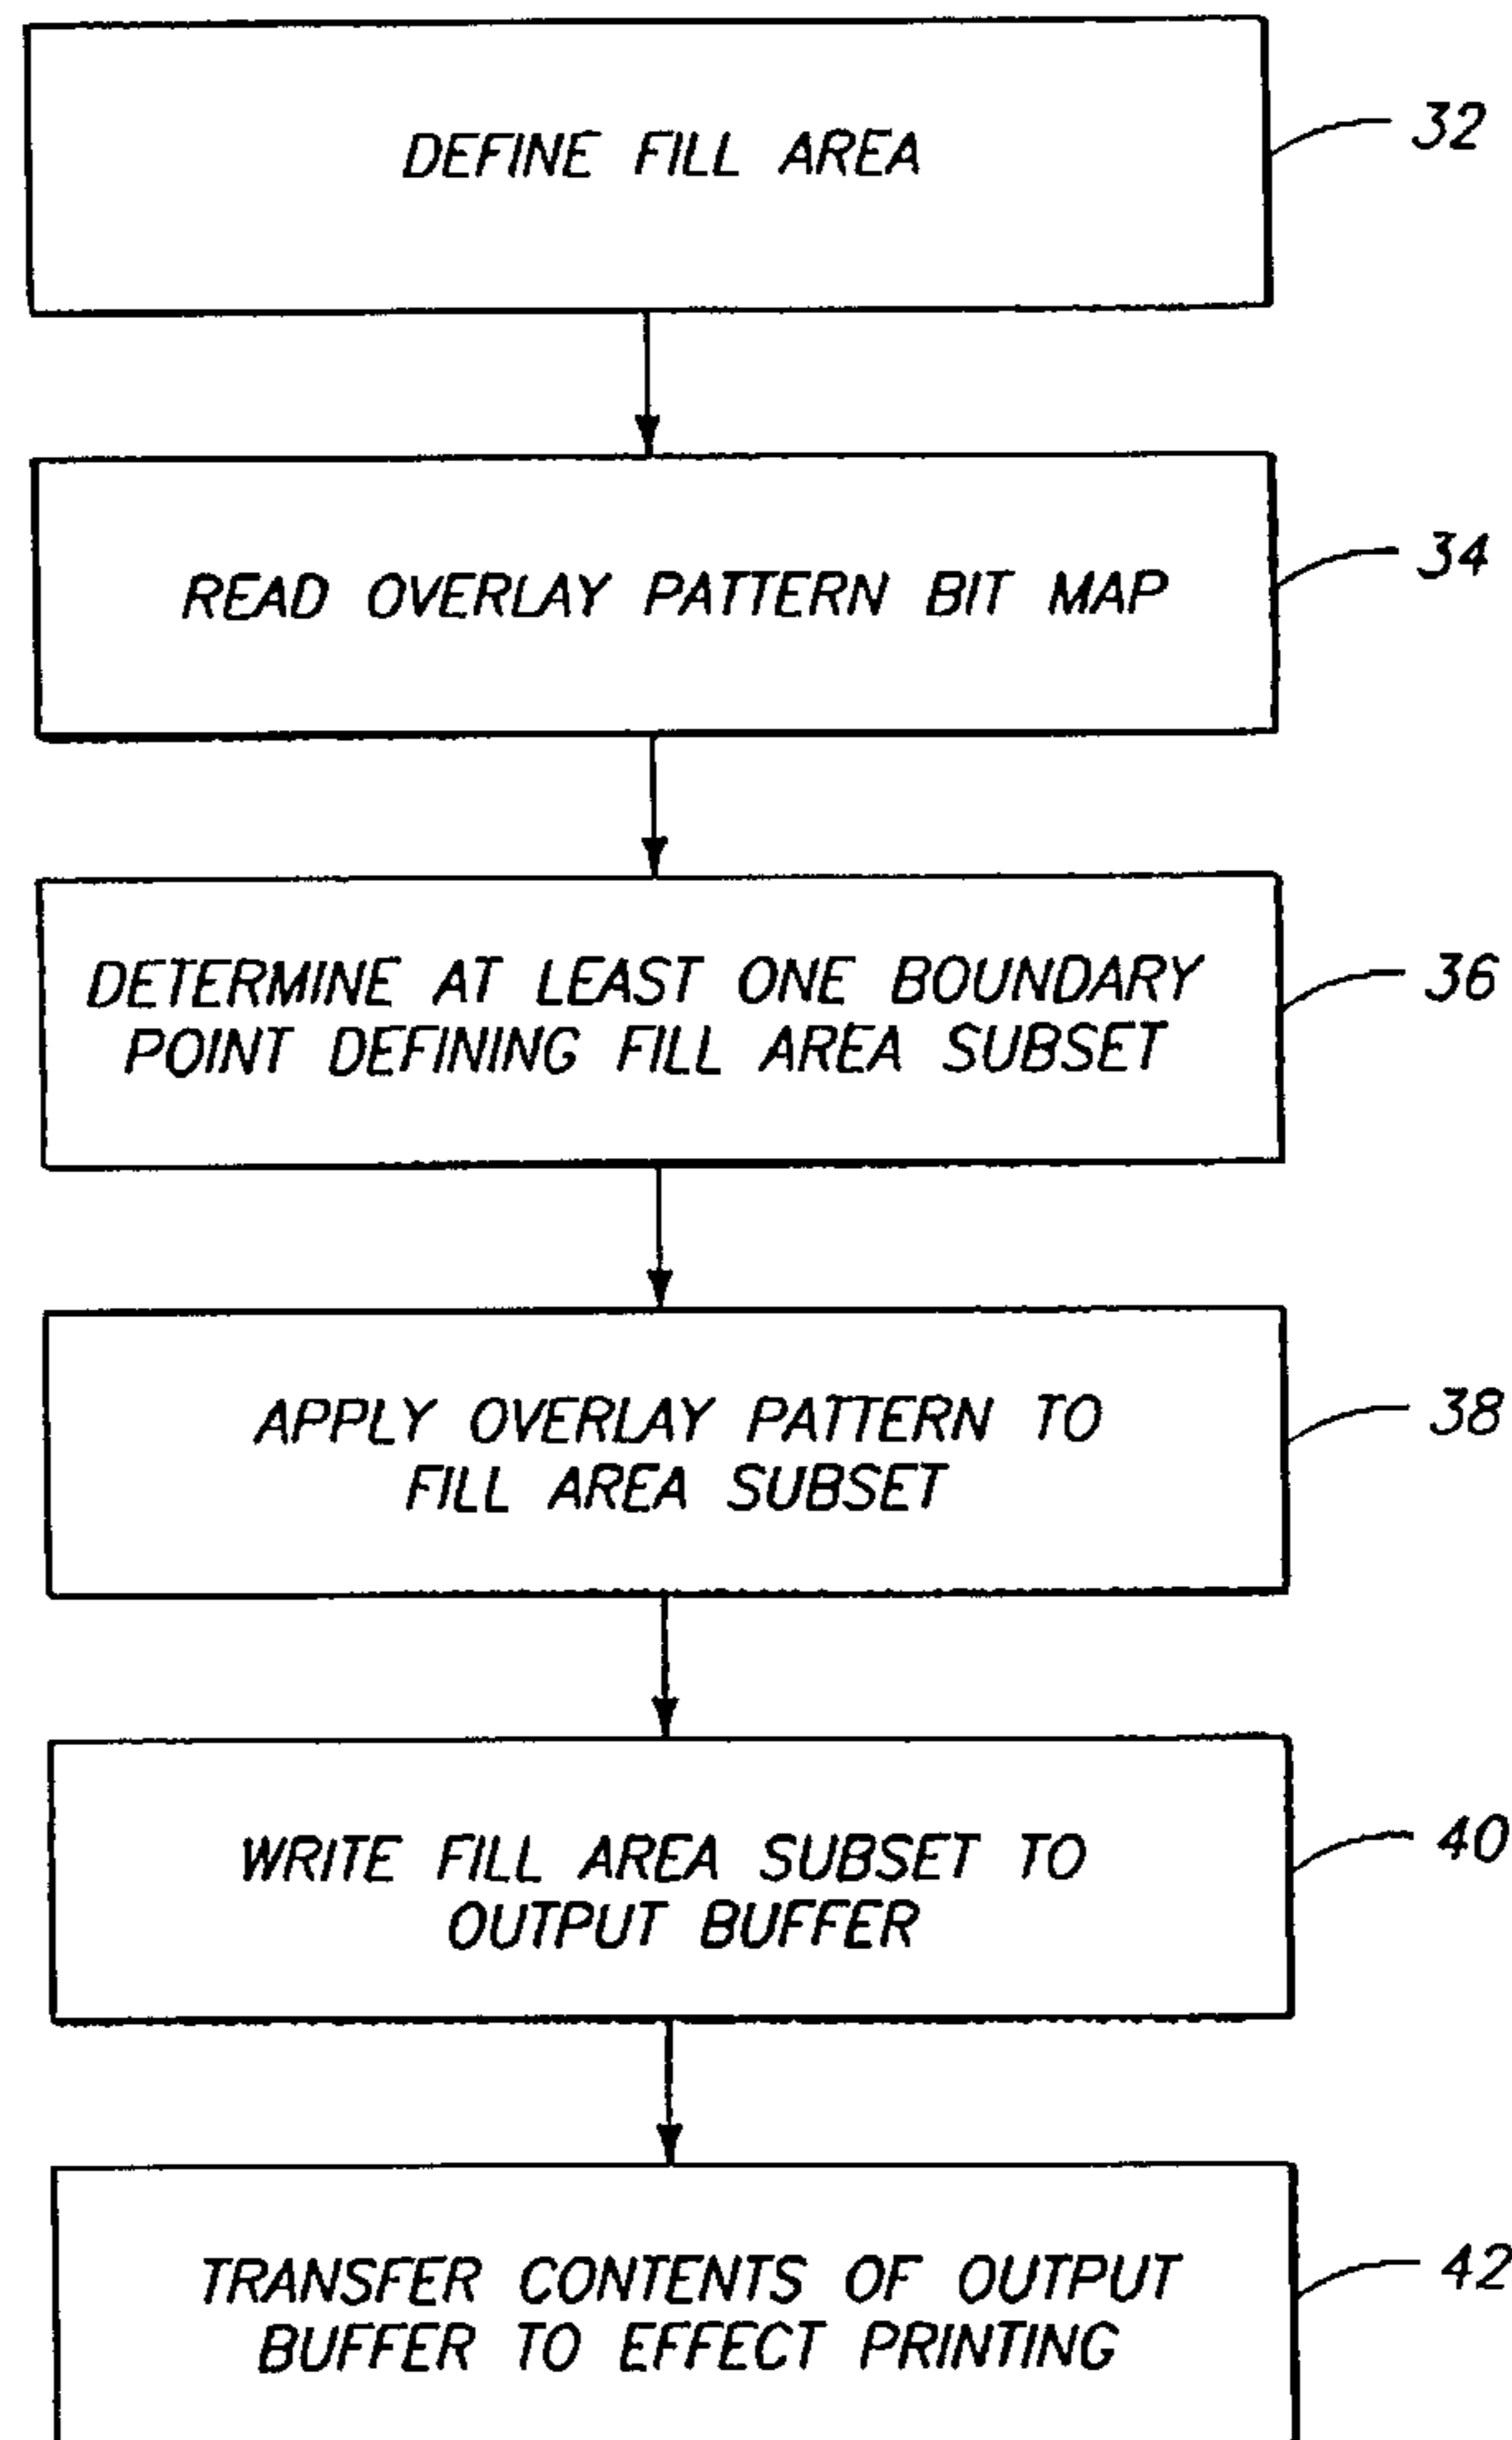 DEFINE FILL AREA
32
READ OVERLAY PATTERN BIT MAP
34
DETERMINE AT LEAST ONE BOUNDARY
POINT DEFINING FILL AREA SUBSET
36
APPLY OVERLAY PATTERN TO
FILL AREA SUBSET
38
WRITE FILL AREA SUBSET TO
OUTPUT BUFFER
40
TRANSFER CONTENTS OF OUTPUT
BUFFER TO EFFECT PRINTING
42